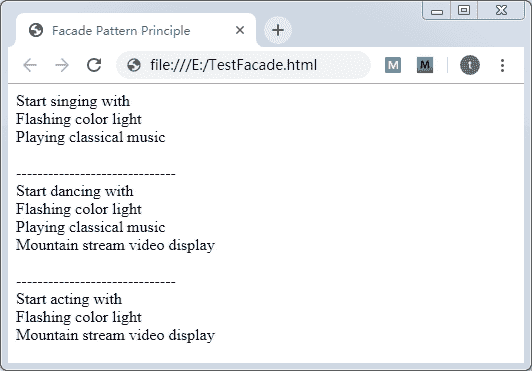 Facade Pattern Principle
file:///E:/TestFacade.html
M
M
t
Start singing with
Flashing color light
Playing classical music
------------------------------
Start dancing with
Flashing color light
Playing classical music
Mountain stream video display
------------------------------
Start acting with
Flashing color light
Mountain stream video display